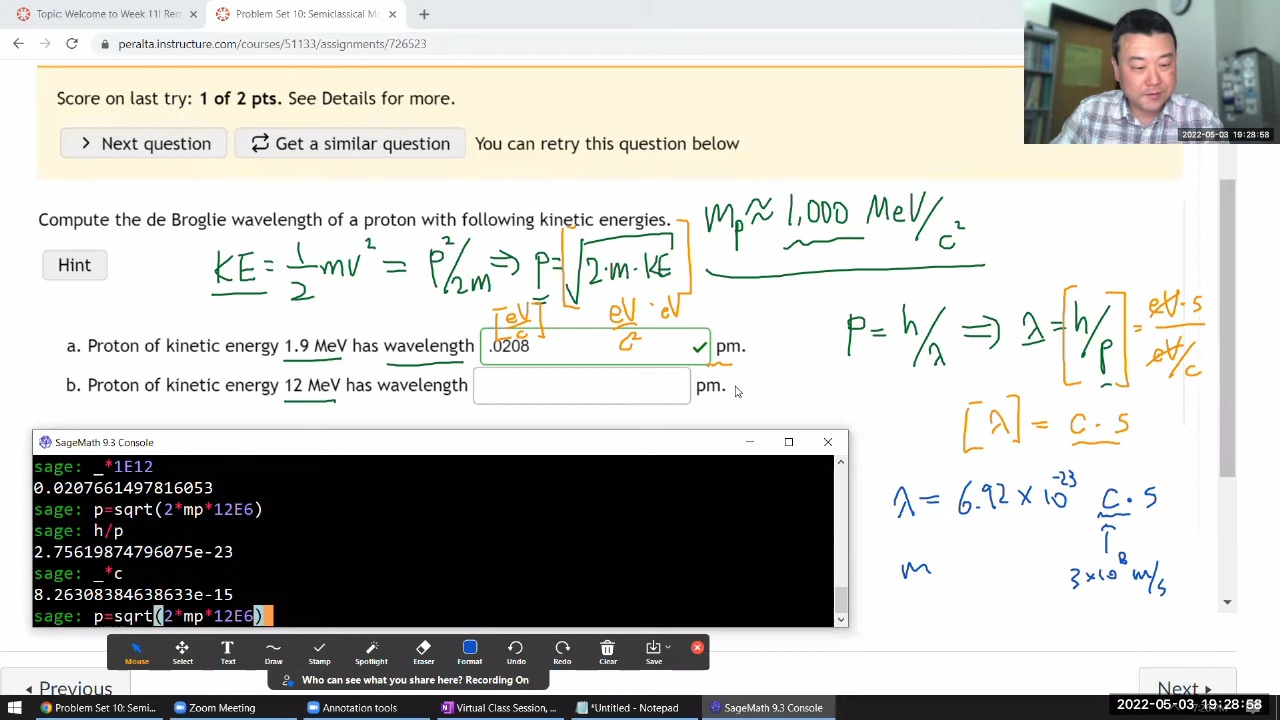 Topic: Welcome to Week 11! Rem
Problem Set 10: Semiclassical Mo
peralta.instructure.com/courses/51133/assignments/726523
2022-05-03 19:28:58
Score on last try: 1 of 2 pts. See Details for more.
Next question
Get a similar question
You can retry this question below
Compute the de Broglie wavelength of a proton with following kinetic energies.
mp ≈ 1,000 MeV/c²
Hint
KE = 1/2 mv² = p²/2m ⇒ p = [√2·m·KE]
[eV/c] eV/c² · eV
p = h/λ ⇒ λ = [h/p] = eV·s / eV/c
a. Proton of kinetic energy 1.9 MeV has wavelength .0208 pm.
b. Proton of kinetic energy 12 MeV has wavelength pm.
[λ] = c·s
λ = 6.92 × 10⁻²³ c·s
↑
3×10⁸ m/s
m
SageMath 9.3 Console
sage: _*1E12
0.0207661497816053
sage: p=sqrt(2*mp*12E6)
sage: h/p
2.75619874796075e-23
sage: _*c
8.26308384638633e-15
sage: p=sqrt(2*mp*12E6)
Mouse Select Text Draw Stamp Spotlight Eraser Format Undo Redo Clear Save
Who can see what you share here? Recording On
Previous
Next
Problem Set 10: Semi...
Zoom Meeting
Annotation tools
Virtual Class Session, ...
*Untitled - Notepad
SageMath 9.3 Console
2022-05-03 19:28:58